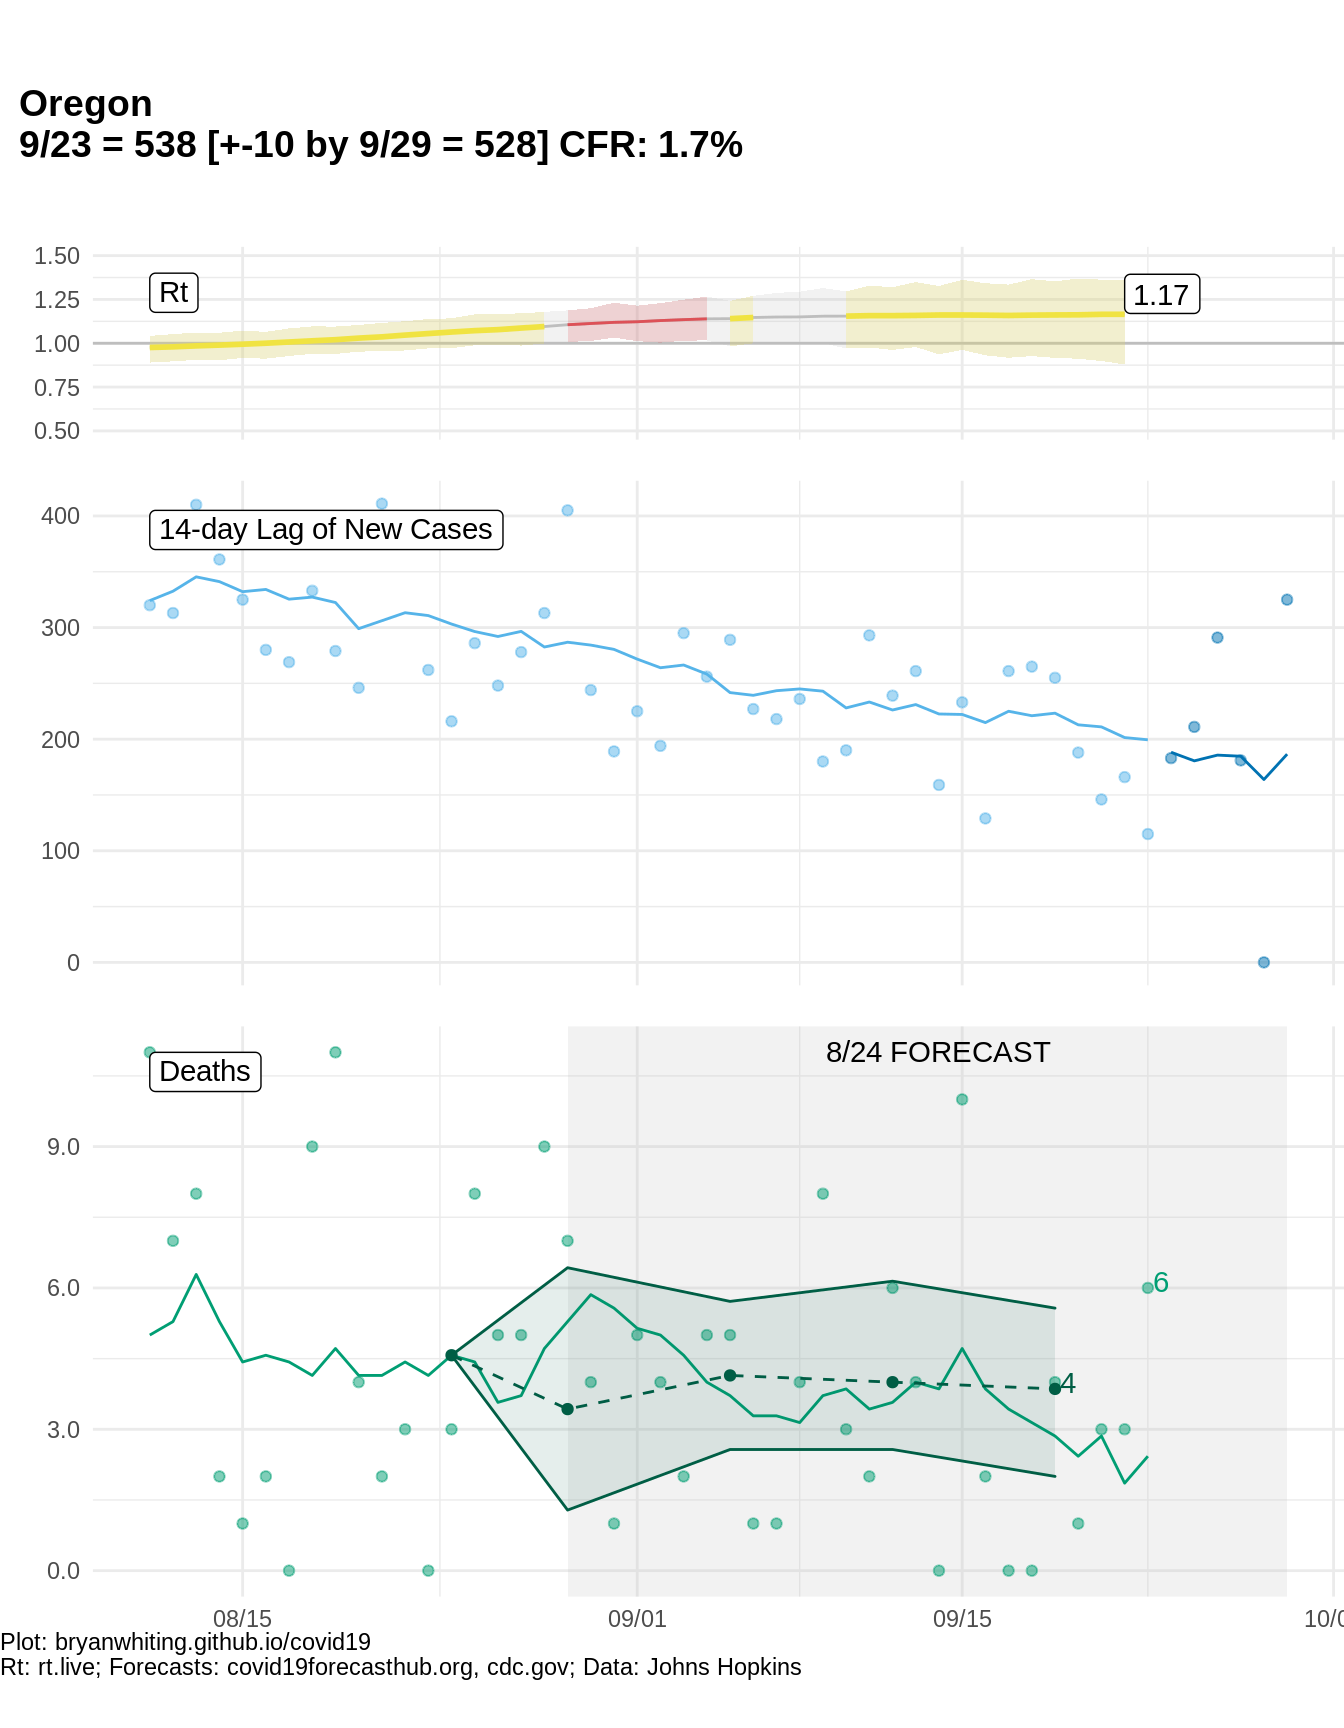 Oregon
9/23 = 538 [+-10 by 9/29 = 528] CFR: 1.7%
1.50
1.25
1.00
0.75
0.50
Rt
1.17
400
300
200
100
0
14-day Lag of New Cases
9.0
6.0
3.0
0.0
Deaths
8/24 FORECAST
6
4
08/15
09/01
09/15
10/0
Plot: bryanwhiting.github.io/covid19
Rt: rt.live; Forecasts: covid19forecasthub.org, cdc.gov; Data: Johns Hopkins